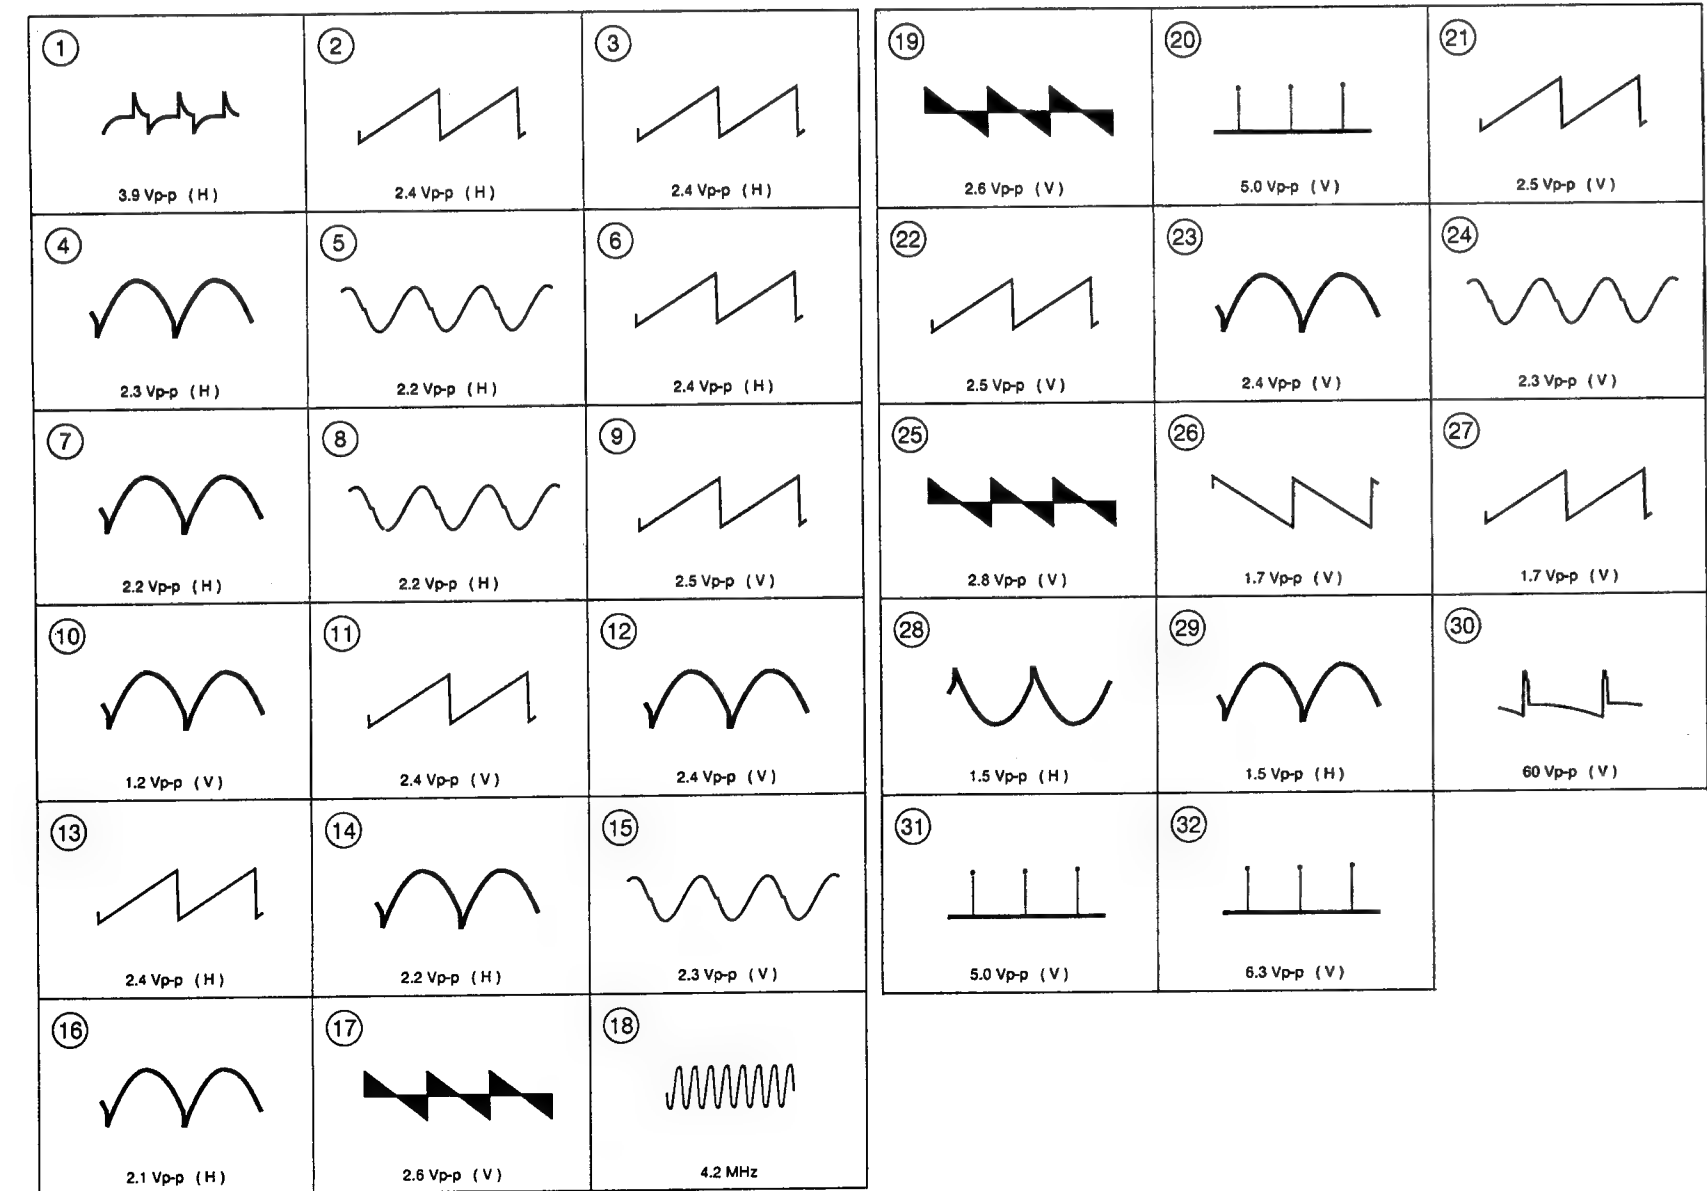 1
3.9 Vp-p (H)
2
2.4 Vp-p (H)
3
2.4 Vp-p (H)
4
2.3 Vp-p (H)
5
2.2 Vp-p (H)
6
2.4 Vp-p (H)
7
2.2 Vp-p (H)
8
2.2 Vp-p (H)
9
2.5 Vp-p (V)
10
1.2 Vp-p (V)
11
2.4 Vp-p (V)
12
2.4 Vp-p (V)
13
2.4 Vp-p (H)
14
2.2 Vp-p (H)
15
2.3 Vp-p (V)
16
2.1 Vp-p (H)
17
2.6 Vp-p (V)
18
4.2 MHz
19
2.6 Vp-p (V)
20
5.0 Vp-p (V)
21
2.5 Vp-p (V)
22
2.5 Vp-p (V)
23
2.4 Vp-p (V)
24
2.3 Vp-p (V)
25
2.8 Vp-p (V)
26
1.7 Vp-p (V)
27
1.7 Vp-p (V)
28
1.5 Vp-p (H)
29
1.5 Vp-p (H)
30
60 Vp-p (V)
31
5.0 Vp-p (V)
32
6.3 Vp-p (V)